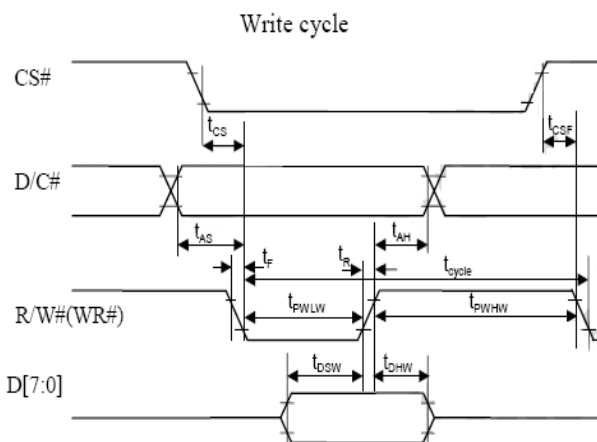 Write cycle
CS#
tCS
tCSF
D/C#
tAS
tAH
tF
tR
tcycle
R/W#(WR#)
tPWLW
tPWHW
tDSW
tDHW
D[7:0]